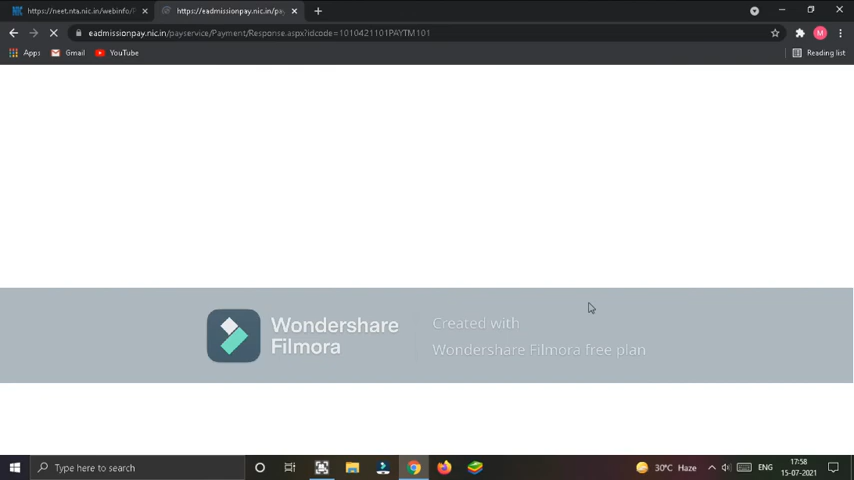 https://neet.nta.nic.in/webinfo/
https://eadmissionpay.nic.in/pa
eadmissionpay.nic.in/payservice/Payment/Response.aspx?idcode=1010421101PAYTM101
M
Apps
Gmail
YouTube
Reading list
Wondershare
Filmora
Created with
Wondershare Filmora free plan
Type here to search
30°C Haze
ENG
17:58
15-07-2021